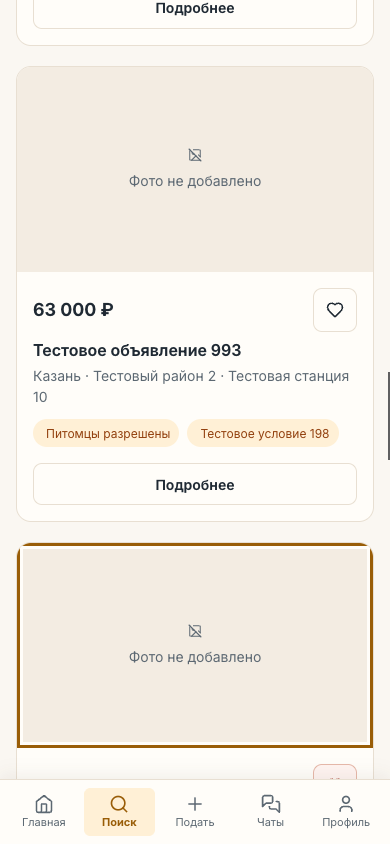 Подробнее
Фото не добавлено
63 000 ₽
Тестовое объявление 993
Казань · Тестовый район 2 · Тестовая станция
10
Питомцы разрешены
Тестовое условие 198
Подробнее
Фото не добавлено
Главная
Поиск
Подать
Чаты
Профиль